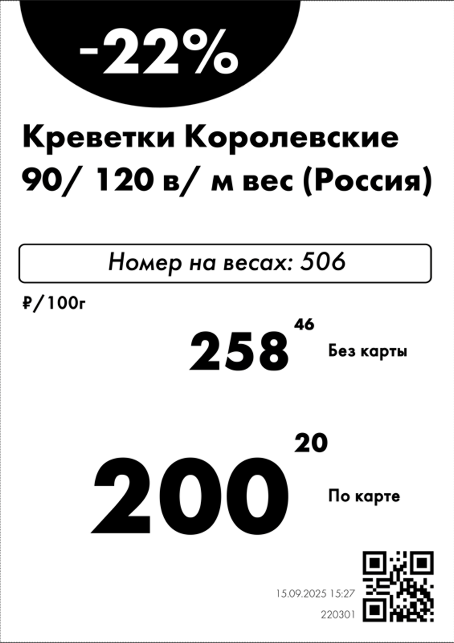 -22%
Креветки Королевские
90/ 120 в/ м вес (Россия)
Номер на весах: 506
₽/100г
258 46 Без карты
200 20 По карте
15.09.2025 15:27
220301